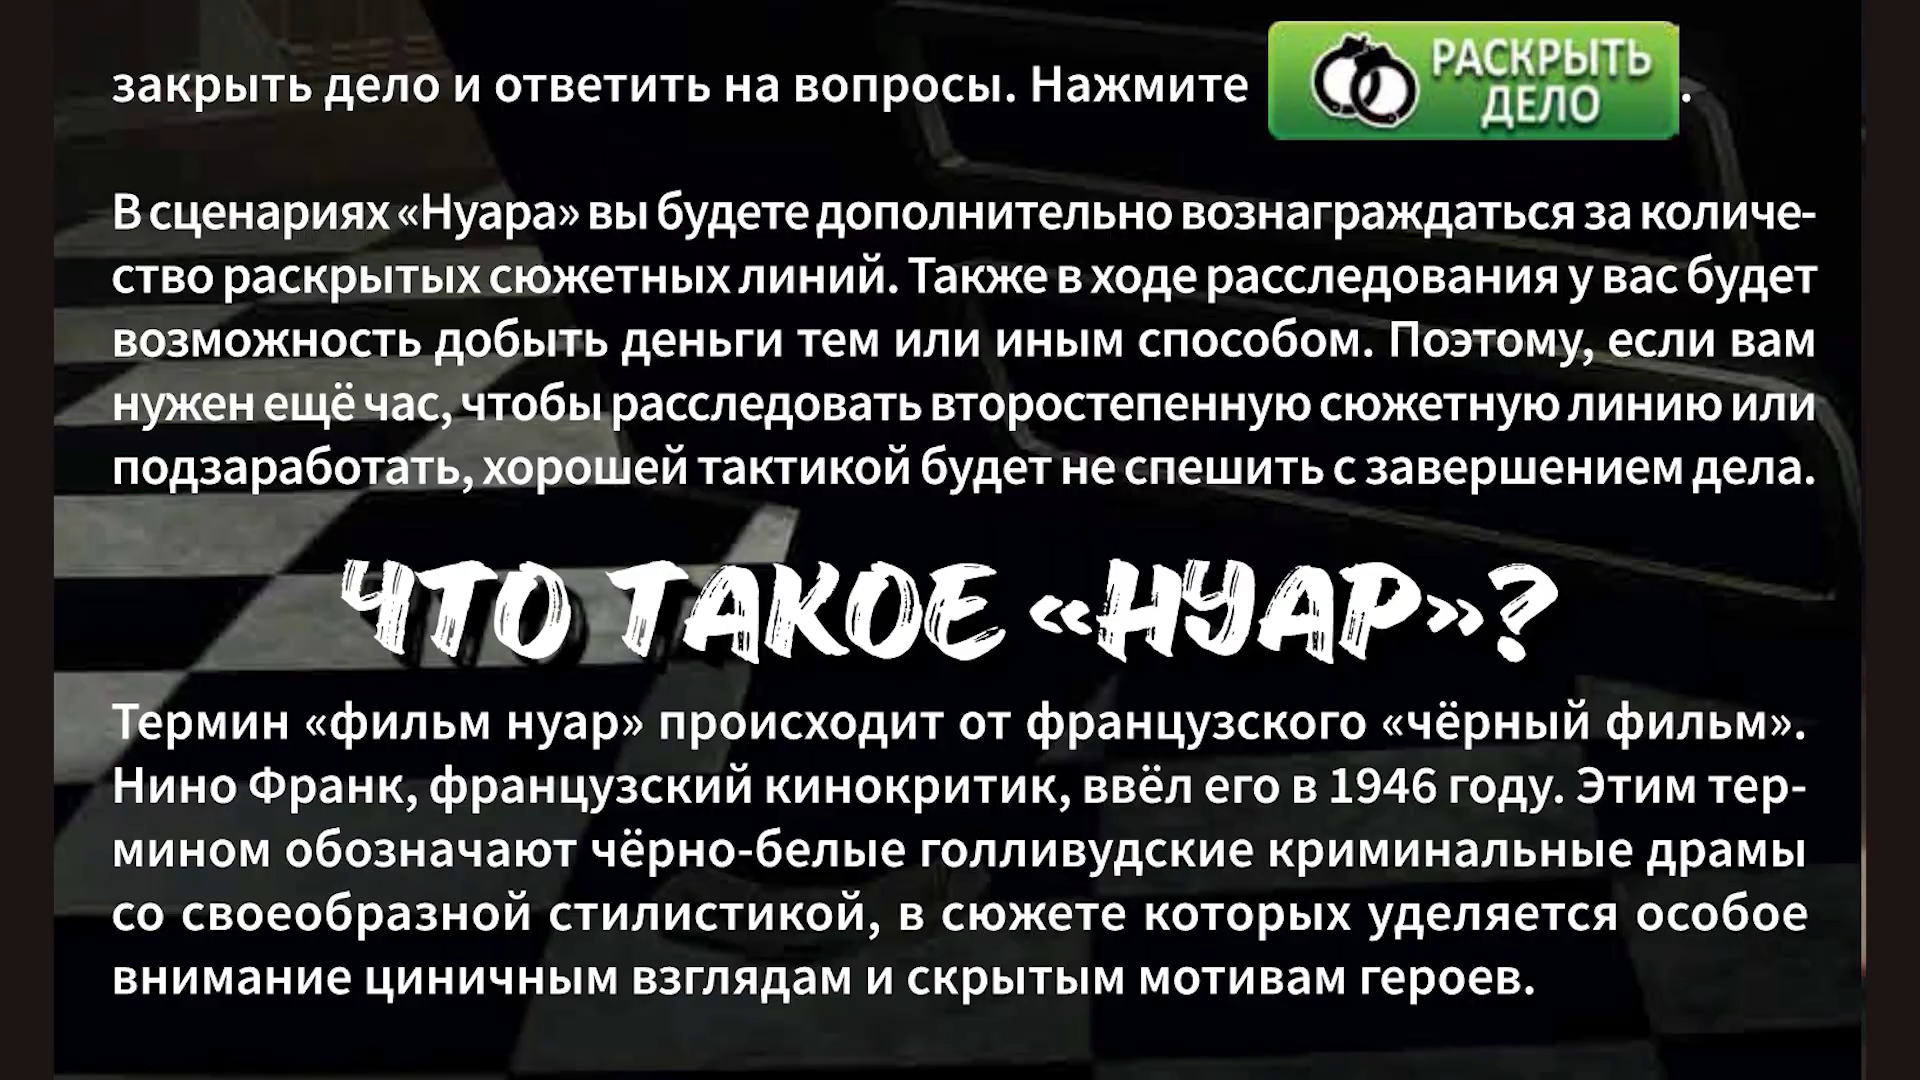 закрыть дело и ответить на вопросы. Нажмите РАСКРЫТЬ ДЕЛО.
В сценариях «Нуара» вы будете дополнительно вознаграждаться за количе-
ство раскрытых сюжетных линий. Также в ходе расследования у вас будет
возможность добыть деньги тем или иным способом. Поэтому, если вам
нужен ещё час, чтобы расследовать второстепенную сюжетную линию или
подзаработать, хорошей тактикой будет не спешить с завершением дела.
ЧТО ТАКОЕ «НУАР»?
Термин «фильм нуар» происходит от французского «чёрный фильм».
Нино Франк, французский кинокритик, ввёл его в 1946 году. Этим тер-
мином обозначают чёрно-белые голливудские криминальные драмы
со своеобразной стилистикой, в сюжете которых уделяется особое
внимание циничным взглядам и скрытым мотивам героев.